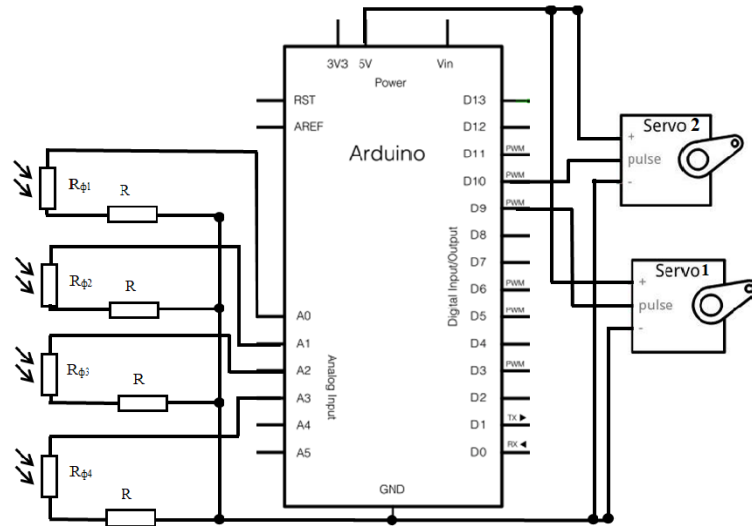 3V3 5V Vin
Power
RST D13
AREF D12
Arduino
D11 PWM
D10 PWM
D9 PWM
D8
D7
D6 PWM
A0 D5 PWM
A1 D4
A2 D3 PWM
A3 D2
A4 D1 TX ▶
A5 D0 RX ◀
Analog Input
Digital Input/Output
GND
Rф1
R
Rф2
R
Rф3
R
Rф4
R
Servo 2
+
pulse
-
Servo1
+
pulse
-